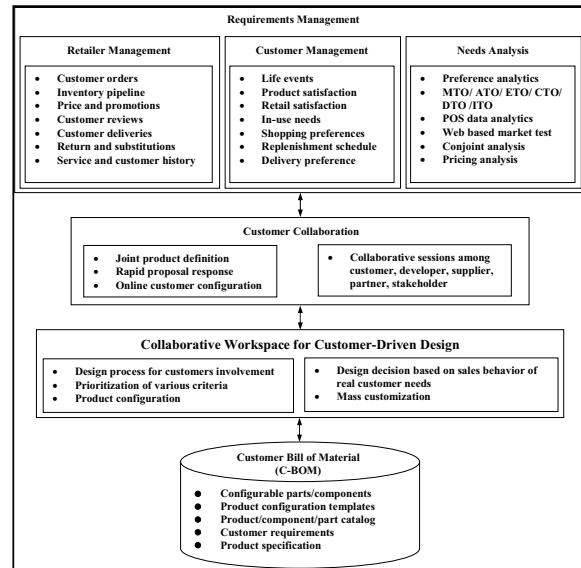 Requirements Management
Retailer Management
• Customer orders
• Inventory pipeline
• Price and promotions
• Customer reviews
• Customer deliveries
• Return and substitutions
• Service and customer history
Customer Management
• Life events
• Product satisfaction
• Retail satisfaction
• In-use needs
• Shopping preferences
• Replenishment schedule
• Delivery preference
Needs Analysis
• Preference analytics
• MTO/ ATO/ ETO/ CTO/
DTO /ITO
• POS data analytics
• Web based market test
• Conjoint analysis
• Pricing analysis
Customer Collaboration
• Joint product definition
• Rapid proposal response
• Online customer configuration
• Collaborative sessions among
customer, developer, supplier,
partner, stakeholder
Collaborative Workspace for Customer-Driven Design
• Design process for customers involvement
• Prioritization of various criteria
• Product configuration
• Design decision based on sales behavior of
real customer needs
• Mass customization
Customer Bill of Material
(C-BOM)
● Configurable parts/components
● Product configuration templates
● Product/component/part catalog
● Customer requirements
● Product specification